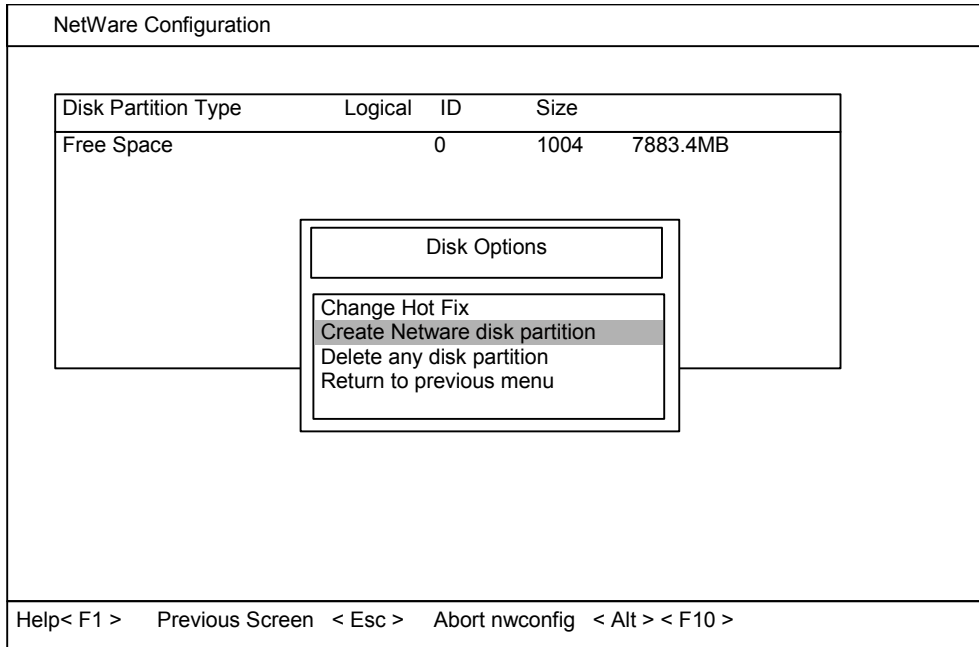 NetWare Configuration
Disk Partition Type Logical ID Size
Free Space 0 1004 7883.4MB
Disk Options
Change Hot Fix
Create Netware disk partition
Delete any disk partition
Return to previous menu
Help< F1 > Previous Screen < Esc > Abort nwconfig < Alt > < F10 >